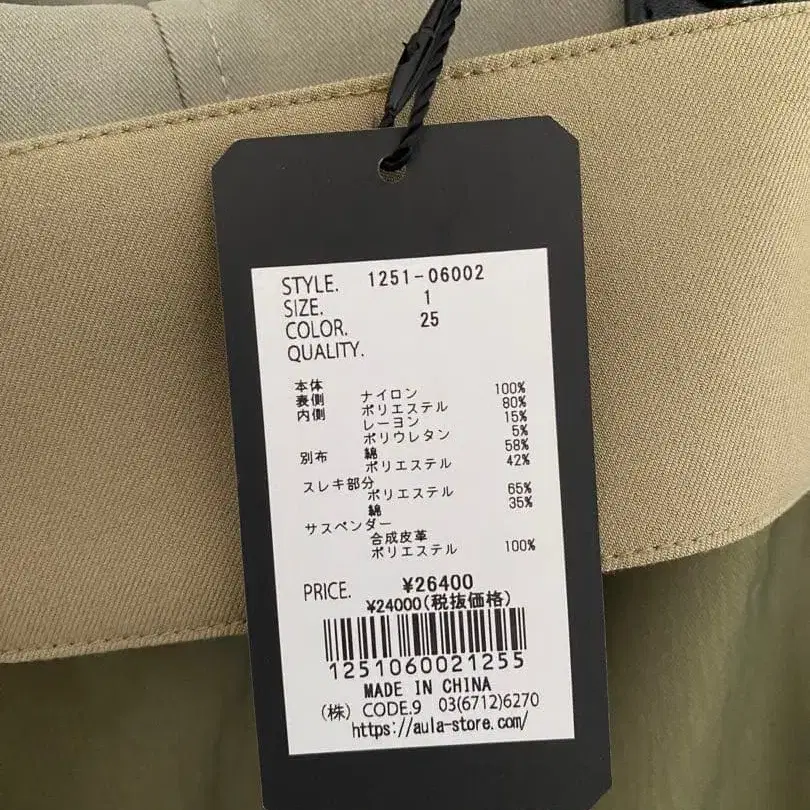 STYLE. 1251-06002
SIZE. 1
COLOR. 25
QUALITY.
本体
表側 ナイロン 100%
内側 ポリエステル 80%
レーヨン 15%
ポリウレタン 5%
別布 綿 58%
ポリエステル 42%
スレキ部分
ポリエステル 65%
綿 35%
サスペンダー
合成皮革
ポリエステル 100%
PRICE. ¥26400
¥24000(税抜価格)
1251060021255
MADE IN CHINA
(株) CODE.9 03(6712)6270
https://aula-store.com/